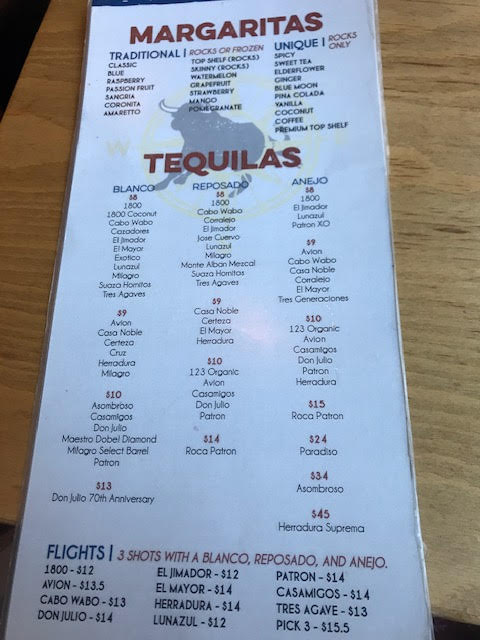 MARGARITAS
TRADITIONAL | ROCKS OR FROZEN
CLASSIC
BLUE
RASPBERRY
PASSION FRUIT
SANGRIA
CORONITA
AMARETTO
TOP SHELF (ROCKS)
SKINNY (ROCKS)
WATERMELON
GRAPEFRUIT
STRAWBERRY
MANGO
POMEGRANATE
UNIQUE | ROCKS ONLY
SPICY
SWEET TEA
ELDERFLOWER
GINGER
BLUE MOON
PINA COLADA
VANILLA
COCONUT
COFFEE
PREMIUM TOP SHELF
TEQUILAS
BLANCO
$8
1800
1800 Coconut
Cabo Wabo
Cazadores
El Jimador
El Mayor
Exotico
Lunazul
Milagro
Suaza Hornitos
Tres Agaves
$9
Avion
Casa Noble
Certeza
Cruz
Herradura
Milagro
$10
Asombroso
Casamigos
Don Julio
Maestro Dobel Diamond
Milagro Select Barrel
Patron
$13
Don Julio 70th Anniversary
REPOSADO
$8
1800
Cabo Wabo
Corralejo
El Jimador
Jose Cuervo
Lunazul
Milagro
Monte Alban Mezcal
Suaza Hornitos
Tres Agaves
$9
Casa Noble
Certeza
El Mayor
Herradura
$10
123 Organic
Avion
Casamigos
Don Julio
Patron
$14
Roca Patron
ANEJO
$8
1800
El Jimador
Lunazul
Patron XO
$9
Avion
Cabo Wabo
Casa Noble
Corralejo
El Mayor
Tres Generaciones
$10
123 Organic
Avion
Casamigos
Don Julio
Patron
Herradura
$15
Roca Patron
$24
Paradiso
$34
Asombroso
$45
Herradura Suprema
FLIGHTS | 3 SHOTS WITH A BLANCO, REPOSADO, AND ANEJO.
1800 - $12
AVION - $13.5
CABO WABO - $13
DON JULIO - $14
EL JIMADOR - $12
EL MAYOR - $14
HERRADURA - $14
LUNAZUL - $12
PATRON - $14
CASAMIGOS - $14
TRES AGAVE - $13
PICK 3 - $15.5